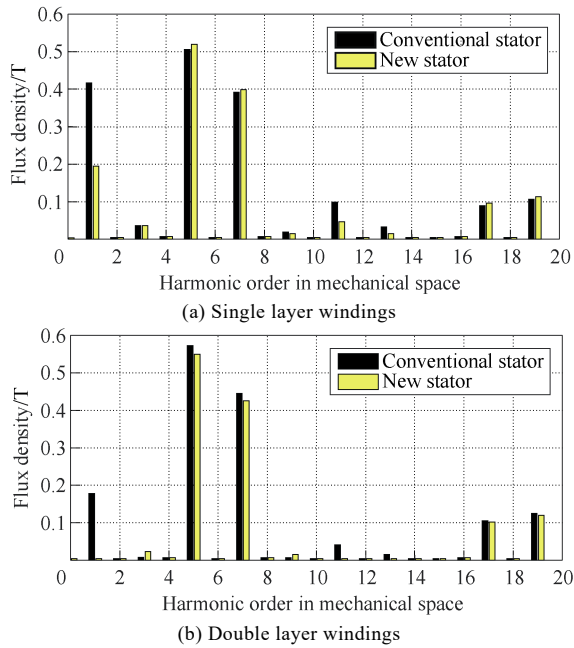 0.6
0.5
0.4
0.3
0.2
0.1
Flux density/T
Conventional stator
New stator
0 2 4 6 8 10 12 14 16 18 20
Harmonic order in mechanical space
(a) Single layer windings
0.6
0.5
0.4
0.3
0.2
0.1
Flux density/T
Conventional stator
New stator
0 2 4 6 8 10 12 14 16 18 20
Harmonic order in mechanical space
(b) Double layer windings